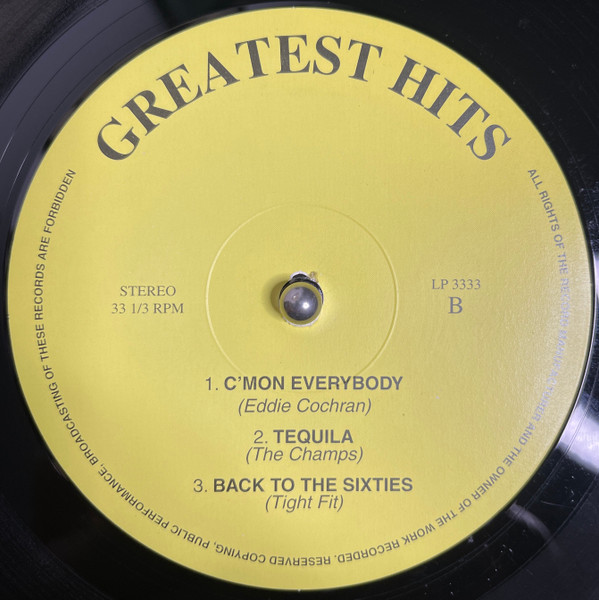 GREATEST HITS
STEREO
33 1/3 RPM
LP 3333
B
1. C'MON EVERYBODY
(Eddie Cochran)
2. TEQUILA
(The Champs)
3. BACK TO THE SIXTIES
(Tight Fit)
ALL RIGHTS OF THE RECORD MANUFACTURER AND THE OWNER OF THE WORK RECORDED. RESERVED COPYING, PUBLIC PERFORMANCE, BROADCASTING OF THESE RECORDS ARE FORBIDDEN